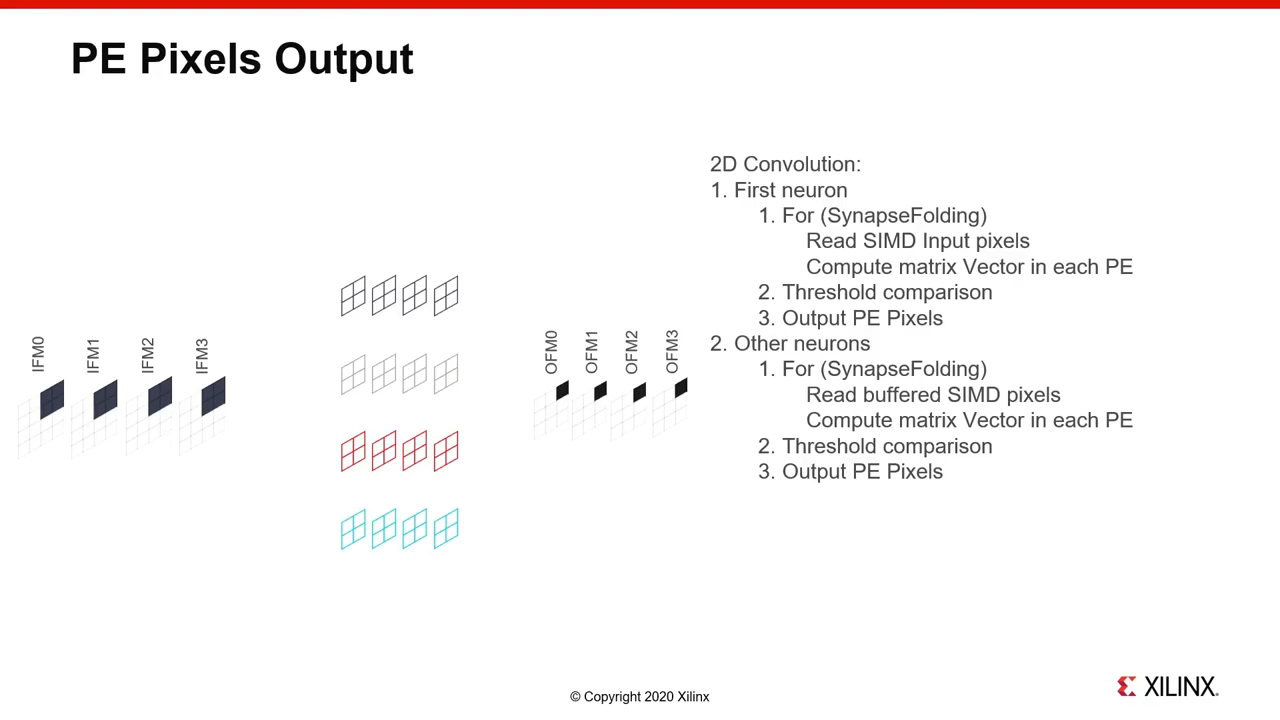 PE Pixels Output
2D Convolution:
1. First neuron
1. For (SynapseFolding)
Read SIMD Input pixels
Compute matrix Vector in each PE
2. Threshold comparison
3. Output PE Pixels
2. Other neurons
1. For (SynapseFolding)
Read buffered SIMD pixels
Compute matrix Vector in each PE
2. Threshold comparison
3. Output PE Pixels
IFM0
IFM1
IFM2
IFM3
OFM0
OFM1
OFM2
OFM3
© Copyright 2020 Xilinx
XILINX.